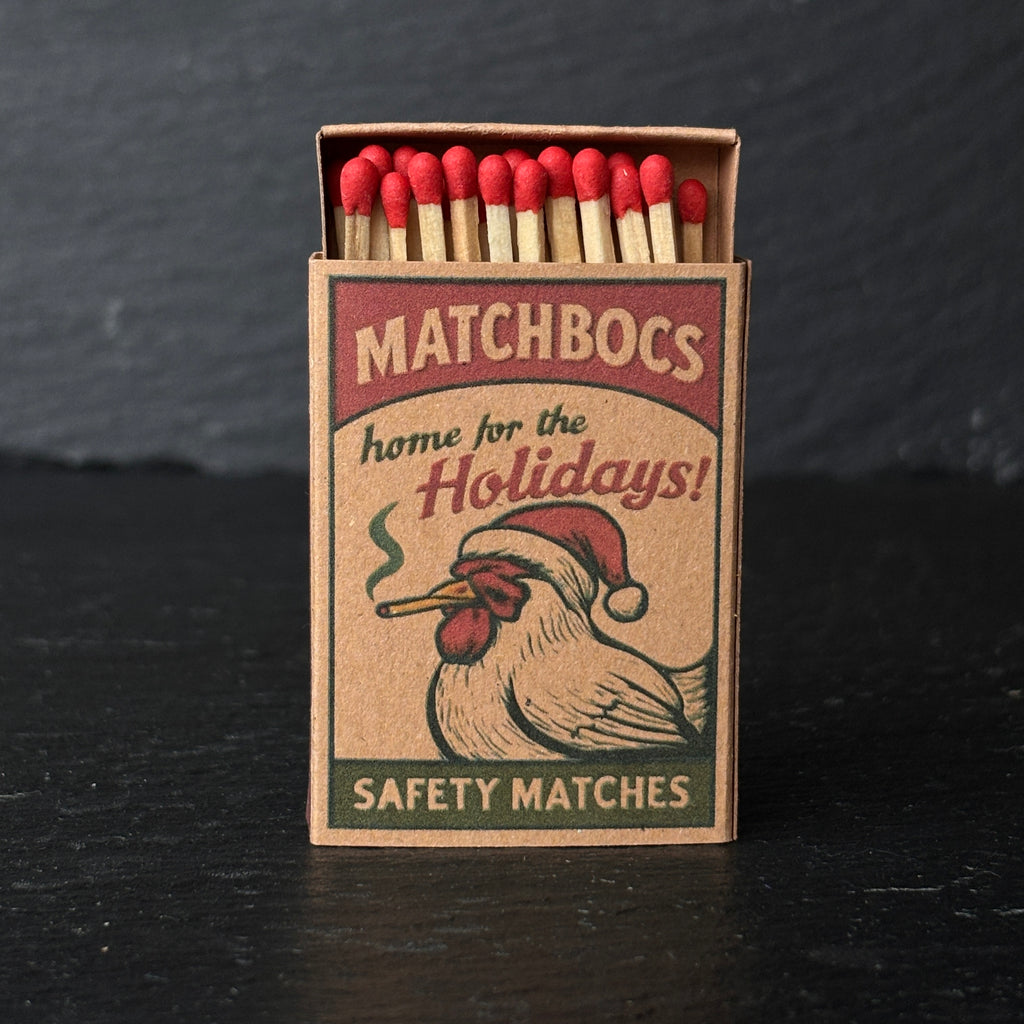 MATCHBOCS
home for the
Holidays!
SAFETY MATCHES